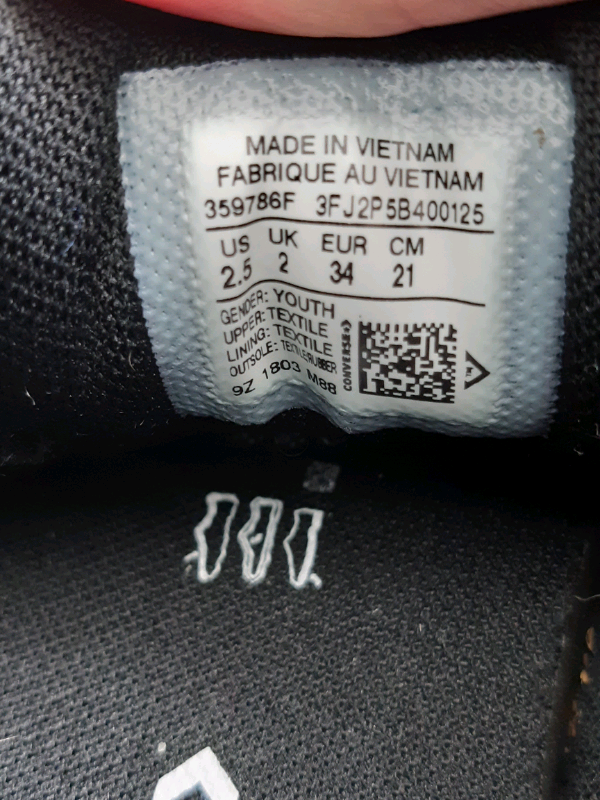 MADE IN VIETNAM
FABRIQUE AU VIETNAM
359786F 3FJ2P5B400125
US UK EUR CM
2.5 2 34 21
GENDER: YOUTH
UPPER: TEXTILE
LINING: TEXTILE
OUTSOLE: TEXTILE/RUBBER
9Z 1803 M88
CONVERSE
TM